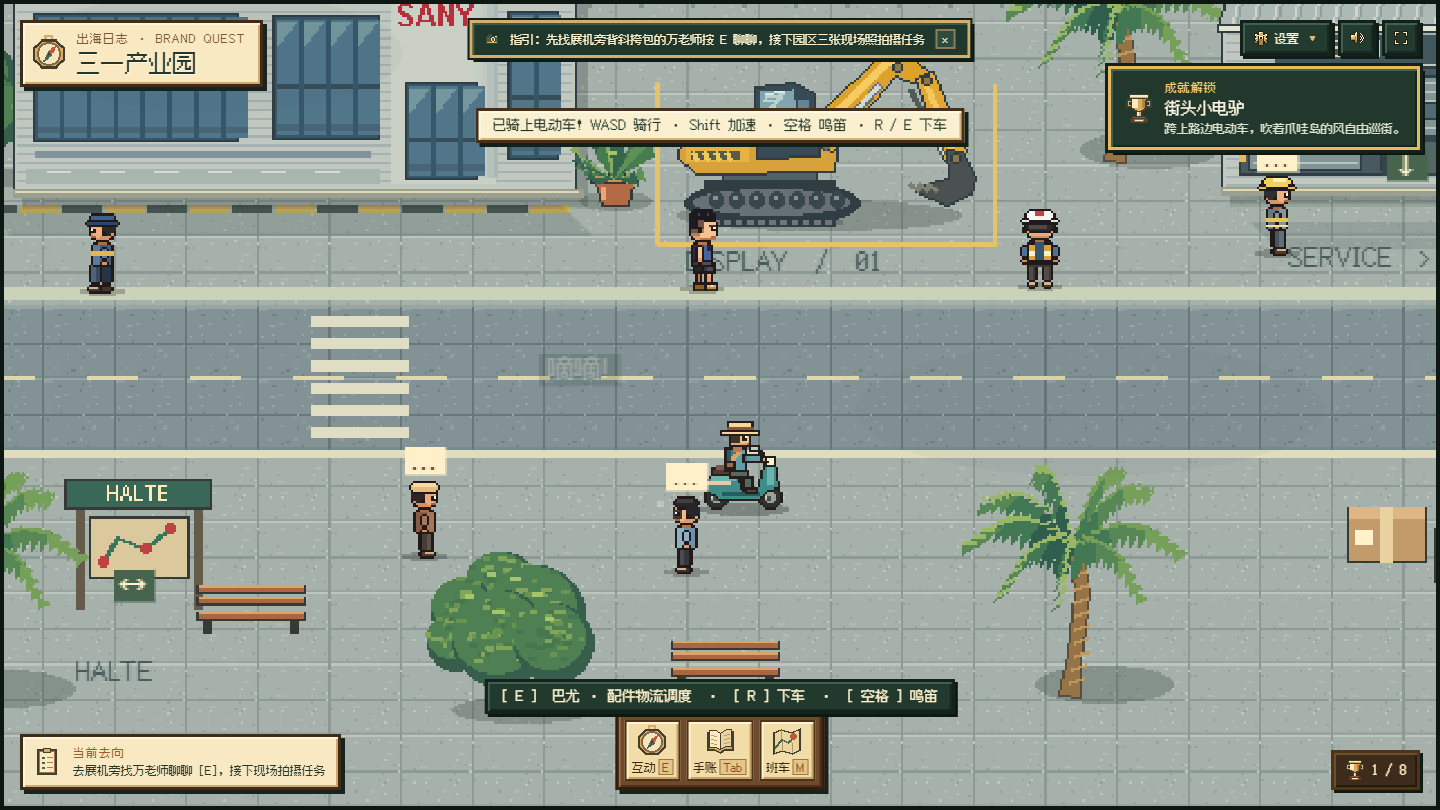 SANY
出海日志 · BRAND QUEST
三一产业园
指引：先找展机旁背斜挎包的万老师按 E 聊聊，接下园区三张现场照拍摄任务
×
设置 ▼
成就解锁
街头小电驴
跨上路边电动车，吹着爪哇岛的风自由巡街。
已骑上电动车！WASD 骑行 · Shift 加速 · 空格 鸣笛 · R / E 下车
...
DISPLAY / 01
SERVICE >
嘀嘀！
...
...
HALTE
HALTE
[ E ] 巴尤 · 配件物流调度 · [ R ] 下车 · [ 空格 ] 鸣笛
当前去向
去展机旁找万老师聊聊 [E]，接下现场拍摄任务
互动 E
手账 Tab
班车 M
1 / 8